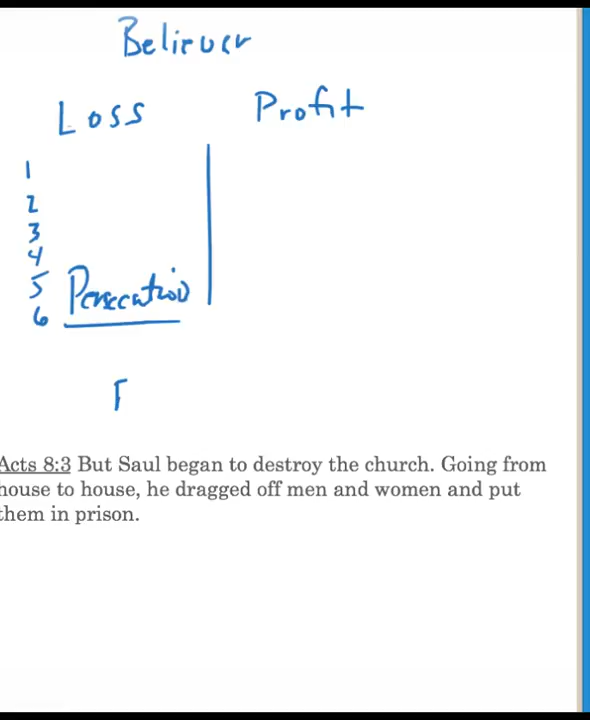 Believer
Loss Profit
1
2
3
4
5 Persecution
6
F
Acts 8:3 But Saul began to destroy the church. Going from
house to house, he dragged off men and women and put
them in prison.